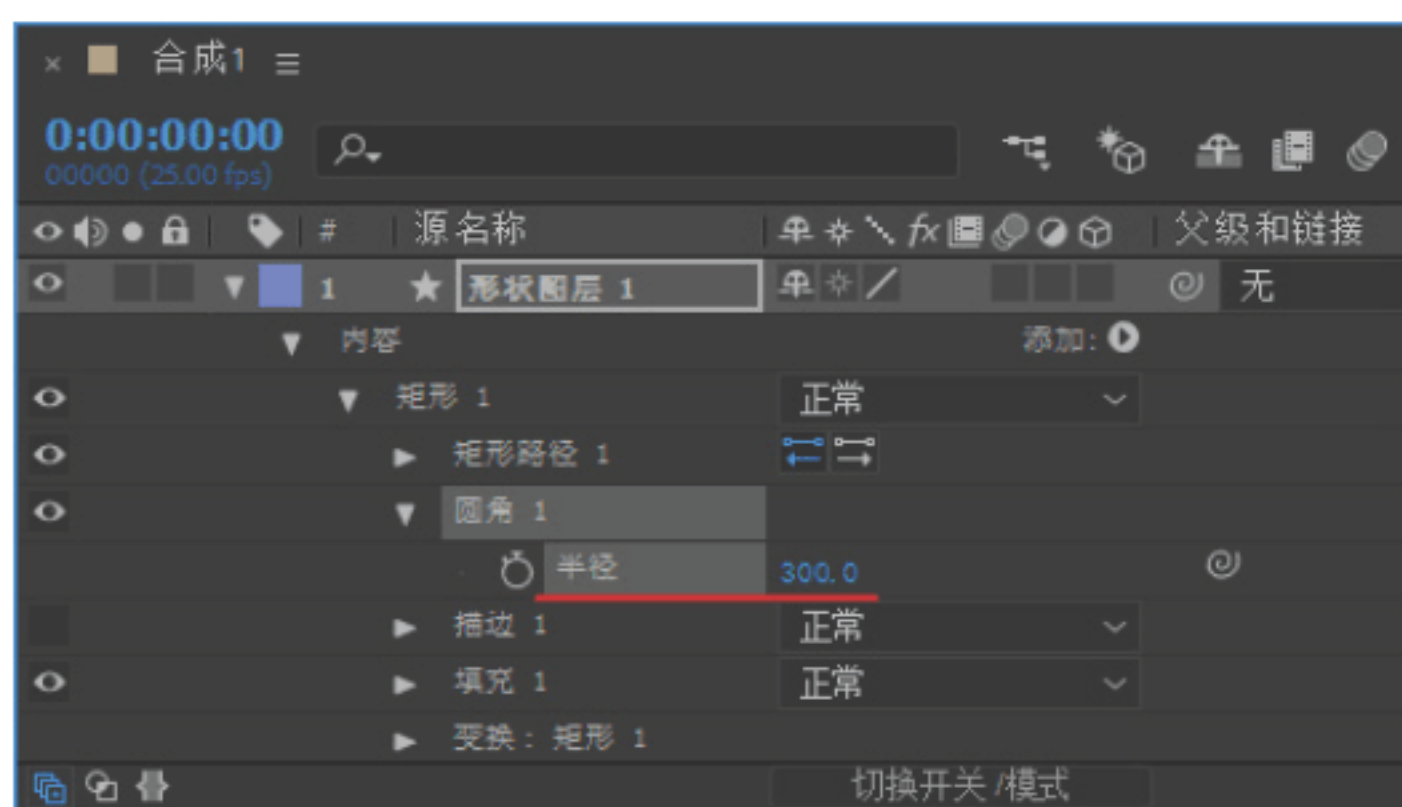 合成1
0:00:00:00
00000 (25.00 fps)
# 源名称 fx 父级和链接
1 形状图层 1 无
内容 添加:
矩形 1 正常
矩形路径 1
圆角 1
半径 300.0
描边 1 正常
填充 1 正常
变换: 矩形 1
切换开关/模式